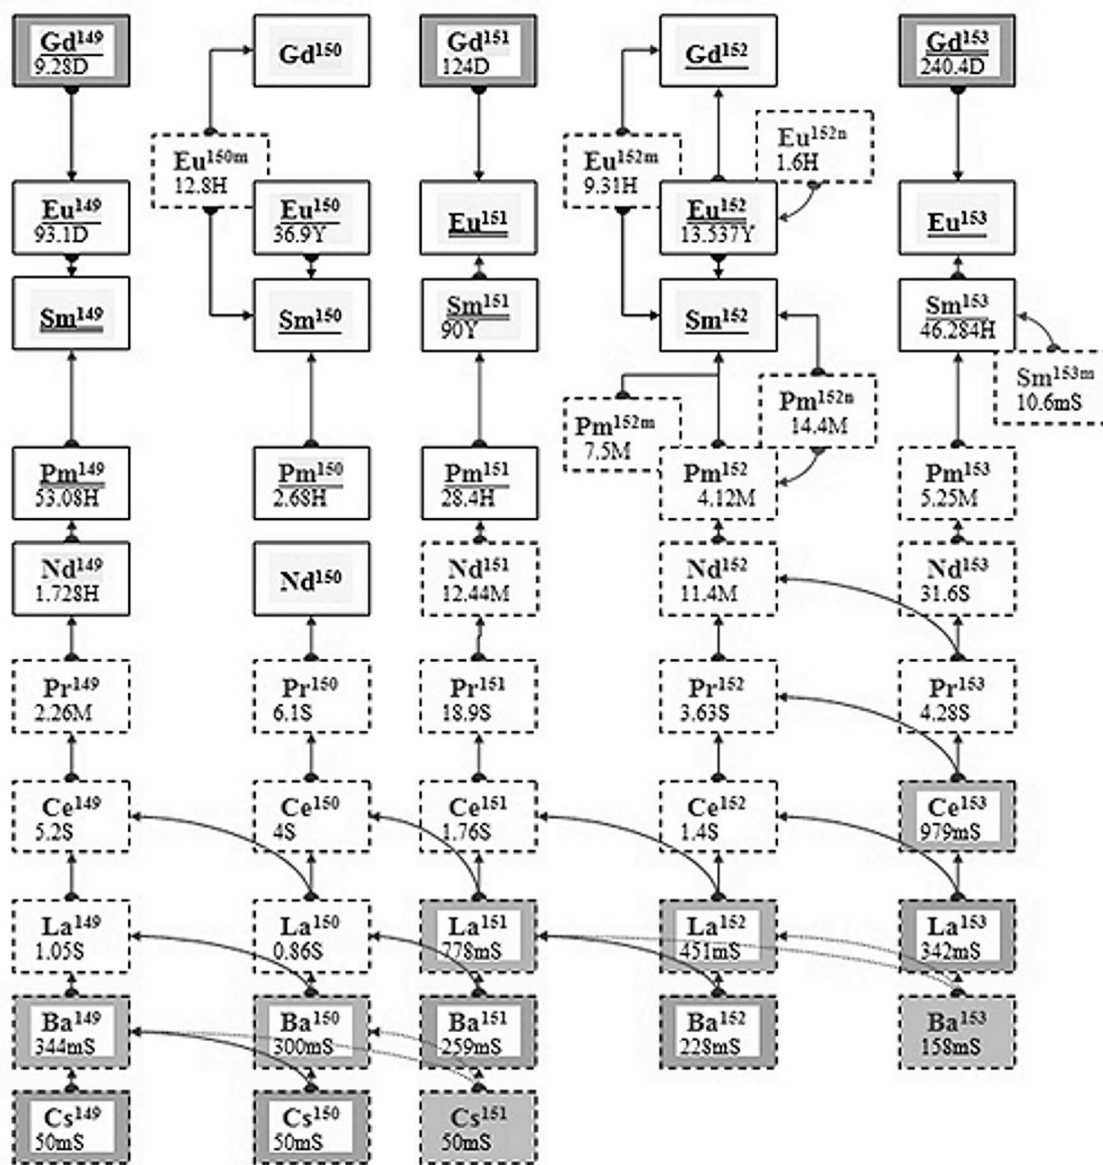 Gd149
9.28D
Gd150
Gd151
124D
Gd152
Gd153
240.4D
Eu150m
12.8H
Eu152m
9.31H
Eu152n
1.6H
Eu149
93.1D
Eu150
36.9Y
Eu151
Eu152
13.537Y
Eu153
Sm149
Sm150
Sm151
90Y
Sm152
Sm153
46.284H
Sm153m
10.6mS
Pm152m
7.5M
Pm152n
14.4M
Pm149
53.08H
Pm150
2.68H
Pm151
28.4H
Pm152
4.12M
Pm153
5.25M
Nd149
1.728H
Nd150
Nd151
12.44M
Nd152
11.4M
Nd153
31.6S
Pr149
2.26M
Pr150
6.1S
Pr151
18.9S
Pr152
3.63S
Pr153
4.28S
Ce149
5.2S
Ce150
4S
Ce151
1.76S
Ce152
1.4S
Ce153
979mS
La149
1.05S
La150
0.86S
La151
778mS
La152
451mS
La153
342mS
Ba149
344mS
Ba150
300mS
Ba151
259mS
Ba152
228mS
Ba153
158mS
Cs149
50mS
Cs150
50mS
Cs151
50mS